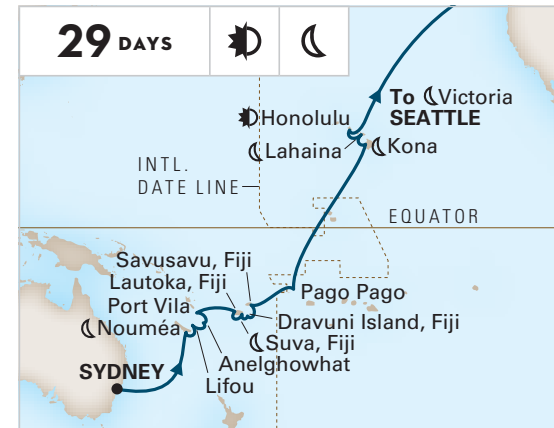 29 DAYS
To Victoria
SEATTLE
Honolulu
Lahaina
Kona
INTL.
DATE LINE
EQUATOR
Savusavu, Fiji
Lautoka, Fiji
Port Vila
Nouméa
Pago Pago
Dravuni Island, Fiji
Suva, Fiji
Anelghowhat
Lifou
SYDNEY